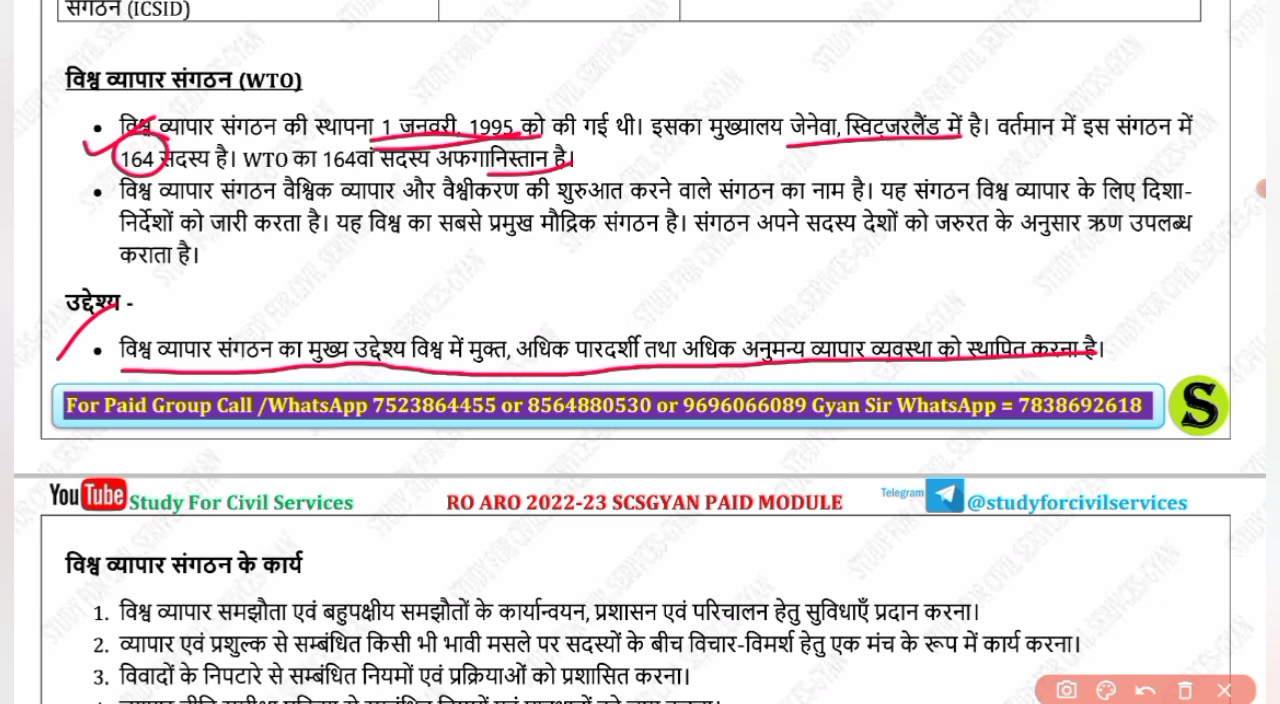 संगठन (ICSID)
विश्व व्यापार संगठन (WTO)
• विश्व व्यापार संगठन की स्थापना 1 जनवरी, 1995 को की गई थी। इसका मुख्यालय जेनेवा, स्विट्जरलैंड में है। वर्तमान में इस संगठन में
164 सदस्य है। WTO का 164वां सदस्य अफगानिस्तान है।
• विश्व व्यापार संगठन वैश्विक व्यापार और वैश्वीकरण की शुरुआत करने वाले संगठन का नाम है। यह संगठन विश्व व्यापार के लिए दिशा-
निर्देशों को जारी करता है। यह विश्व का सबसे प्रमुख मौद्रिक संगठन है। संगठन अपने सदस्य देशों को जरुरत के अनुसार ऋण उपलब्ध
कराता है।
उद्देश्य -
• विश्व व्यापार संगठन का मुख्य उद्देश्य विश्व में मुक्त, अधिक पारदर्शी तथा अधिक अनुमन्य व्यापार व्यवस्था को स्थापित करना है।
For Paid Group Call /WhatsApp 7523864455 or 8564880530 or 9696066089 Gyan Sir WhatsApp = 7838692618
S
YouTube Study For Civil Services RO ARO 2022-23 SCSGYAN PAID MODULE Telegram @studyforcivilservices
विश्व व्यापार संगठन के कार्य
1. विश्व व्यापार समझौता एवं बहुपक्षीय समझौतों के कार्यान्वयन, प्रशासन एवं परिचालन हेतु सुविधाएँ प्रदान करना।
2. व्यापार एवं प्रशुल्क से सम्बंधित किसी भी भावी मसले पर सदस्यों के बीच विचार-विमर्श हेतु एक मंच के रूप में कार्य करना।
3. विवादों के निपटारे से सम्बंधित नियमों एवं प्रक्रियाओं को प्रशासित करना।